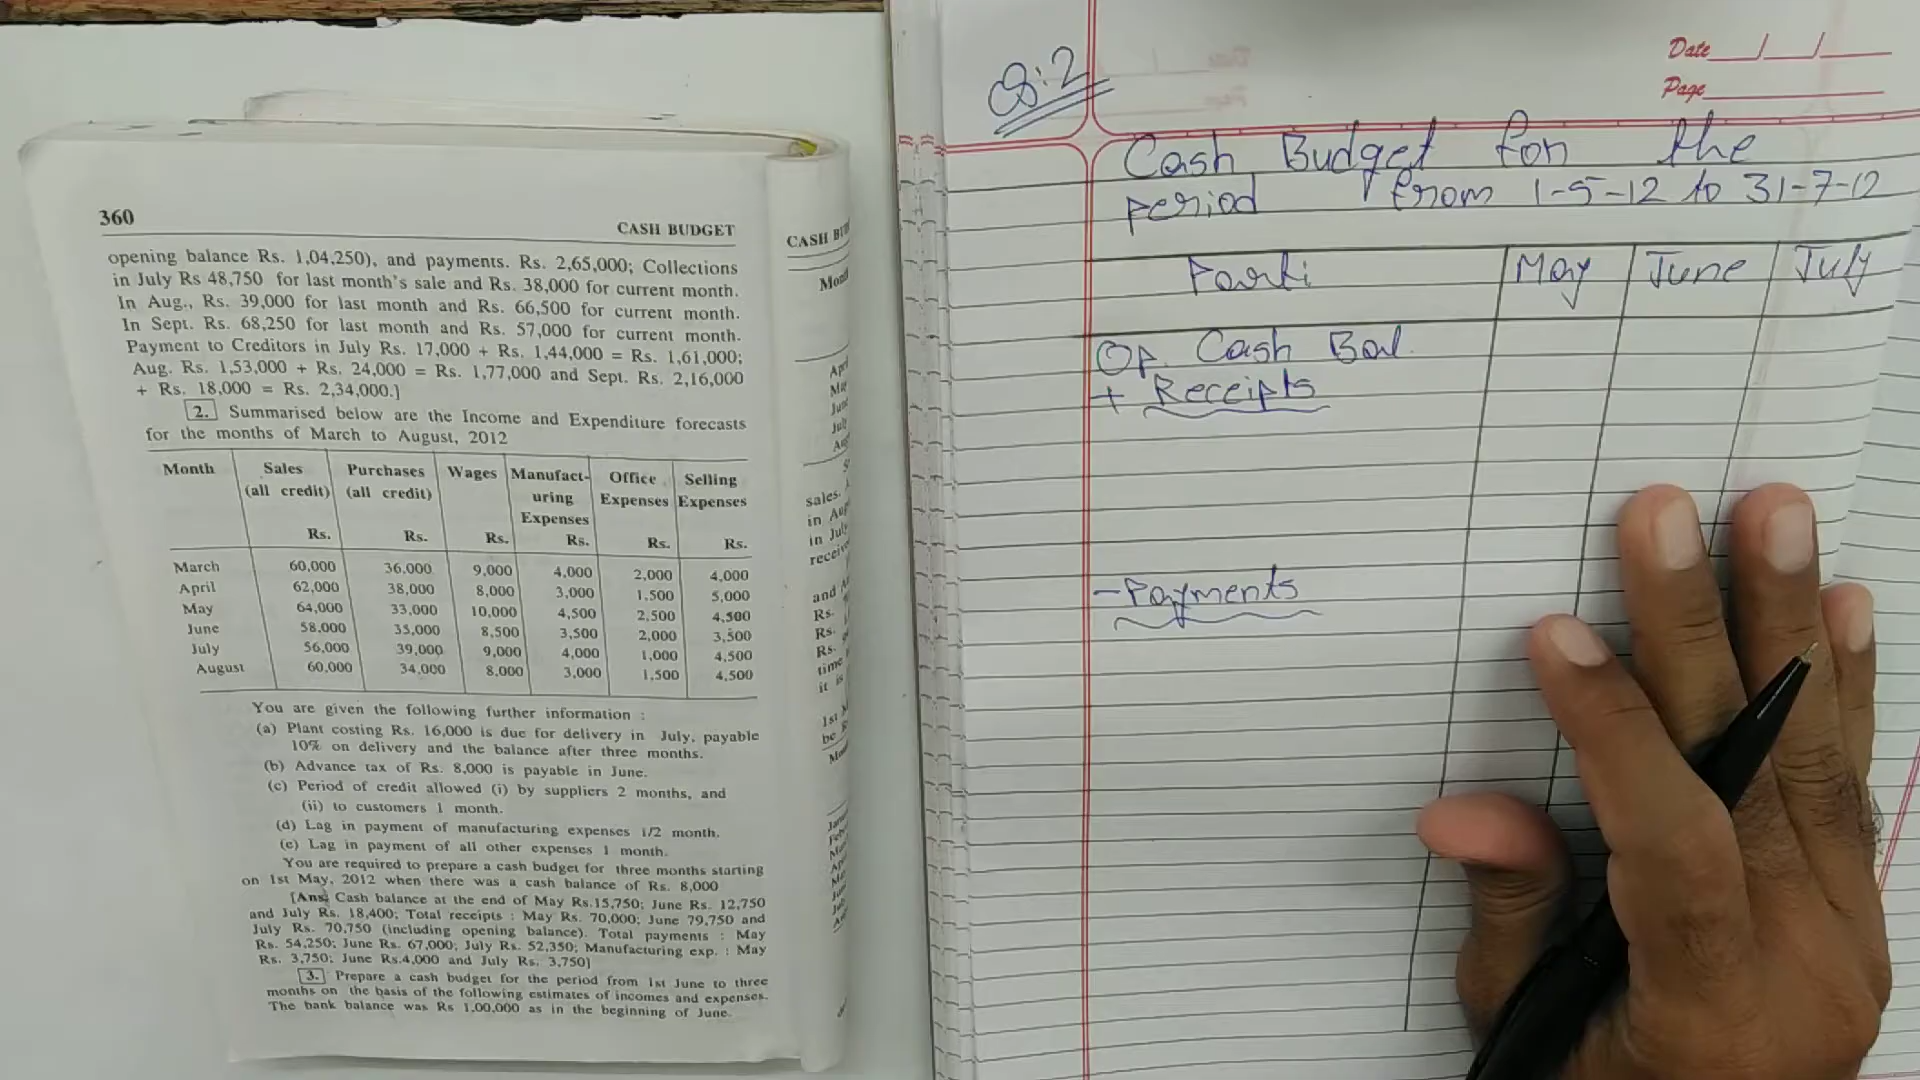 360
CASH BUDGET
opening balance Rs. 1,04,250), and payments. Rs. 2,65,000; Collections
in July Rs 48,750 for last month's sale and Rs. 38,000 for current month.
In Aug., Rs. 39,000 for last month and Rs. 66,500 for current month.
In Sept. Rs. 68,250 for last month and Rs. 57,000 for current month.
Payment to Creditors in July Rs. 17,000 + Rs. 1,44,000 = Rs. 1,61,000;
Aug. Rs. 1,53,000 + Rs. 24,000 = Rs. 1,77,000 and Sept. Rs. 2,16,000
+ Rs. 18,000 = Rs. 2,34,000.]
2. Summarised below are the Income and Expenditure forecasts
for the months of March to August, 2012
Month Sales Purchases Wages Manufact- Office Selling
(all credit) (all credit) uring Expenses Expenses
Expenses
Rs. Rs. Rs. Rs. Rs. Rs.
March 60,000 36,000 9,000 4,000 2,000 4,000
April 62,000 38,000 8,000 3,000 1,500 5,000
May 64,000 33,000 10,000 4,500 2,500 4,500
June 58,000 35,000 8,500 3,500 2,000 3,500
July 56,000 39,000 9,000 4,000 1,000 4,500
August 60,000 34,000 8,000 3,000 1,500 4,500
You are given the following further information :
(a) Plant costing Rs. 16,000 is due for delivery in July, payable
10% on delivery and the balance after three months.
(b) Advance tax of Rs. 8,000 is payable in June.
(c) Period of credit allowed (i) by suppliers 2 months, and
(ii) to customers 1 month.
(d) Lag in payment of manufacturing expenses 1/2 month.
(e) Lag in payment of all other expenses 1 month.
You are required to prepare a cash budget for three months starting
on 1st May, 2012 when there was a cash balance of Rs. 8,000
[Ans. Cash balance at the end of May Rs.15,750; June Rs. 12,750
and July Rs. 18,400; Total receipts : May Rs. 70,000; June 79,750 and
July Rs. 70,750 (including opening balance). Total payments : May
Rs. 54,250; June Rs. 67,000; July Rs. 52,350; Manufacturing exp. : May
Rs. 3,750; June Rs.4,000 and July Rs. 3,750]
3. Prepare a cash budget for the period from 1st June to three
months on the basis of the following estimates of incomes and expenses.
The bank balance was Rs 1,00,000 as in the beginning of June.
CASH BU
Mon
sales.
in Aug
in July
receiv
and A
Rs.
Rs.
Rs.
time
it is
1st M
be
Q:2
Date / /
Page
Cash Budget for the
period from 1-5-12 to 31-7-12
Parti May June July
Op. Cash Bal.
+ Receipts
- Payments